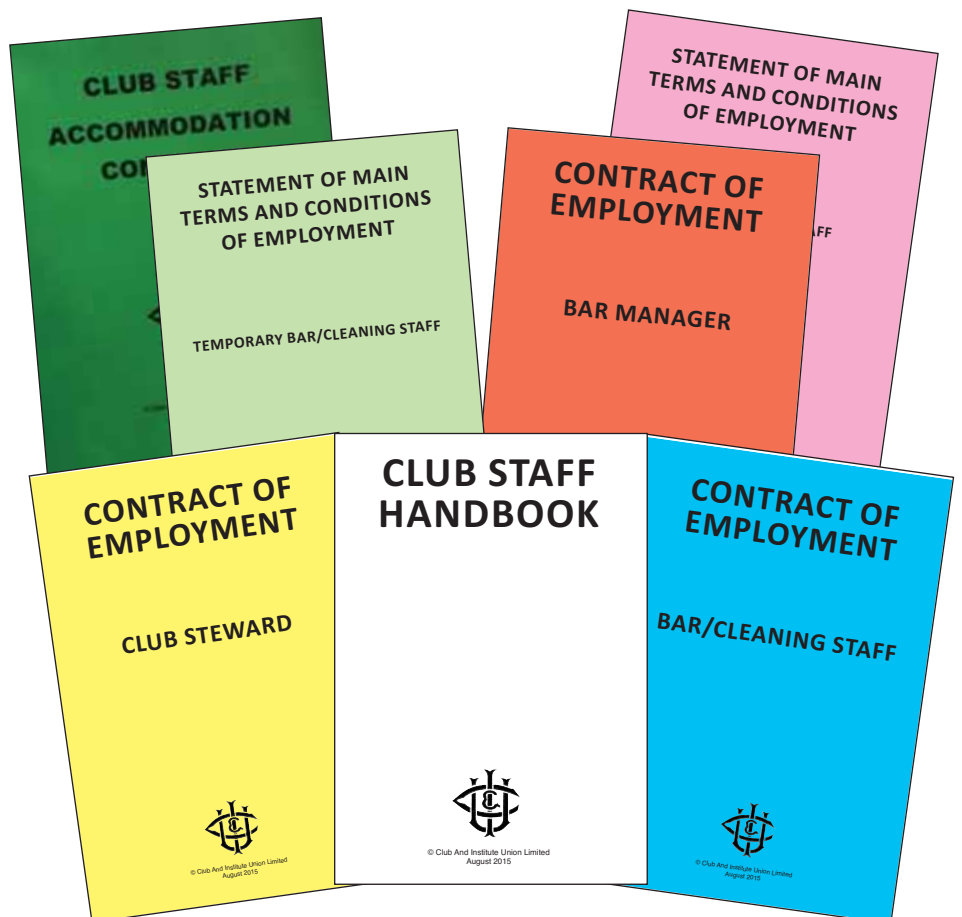 CLUB STAFF
ACCOMMODATION
STATEMENT OF MAIN
TERMS AND CONDITIONS
OF EMPLOYMENT
TEMPORARY BAR/CLEANING STAFF
CONTRACT OF
EMPLOYMENT
BAR MANAGER
STATEMENT OF MAIN
TERMS AND CONDITIONS
OF EMPLOYMENT
CONTRACT OF
EMPLOYMENT
CLUB STEWARD
© Club And Institute Union Limited
August 2015
CLUB STAFF
HANDBOOK
© Club And Institute Union Limited
August 2015
CONTRACT OF
EMPLOYMENT
BAR/CLEANING STAFF
© Club And Institute Union Limited
August 2015